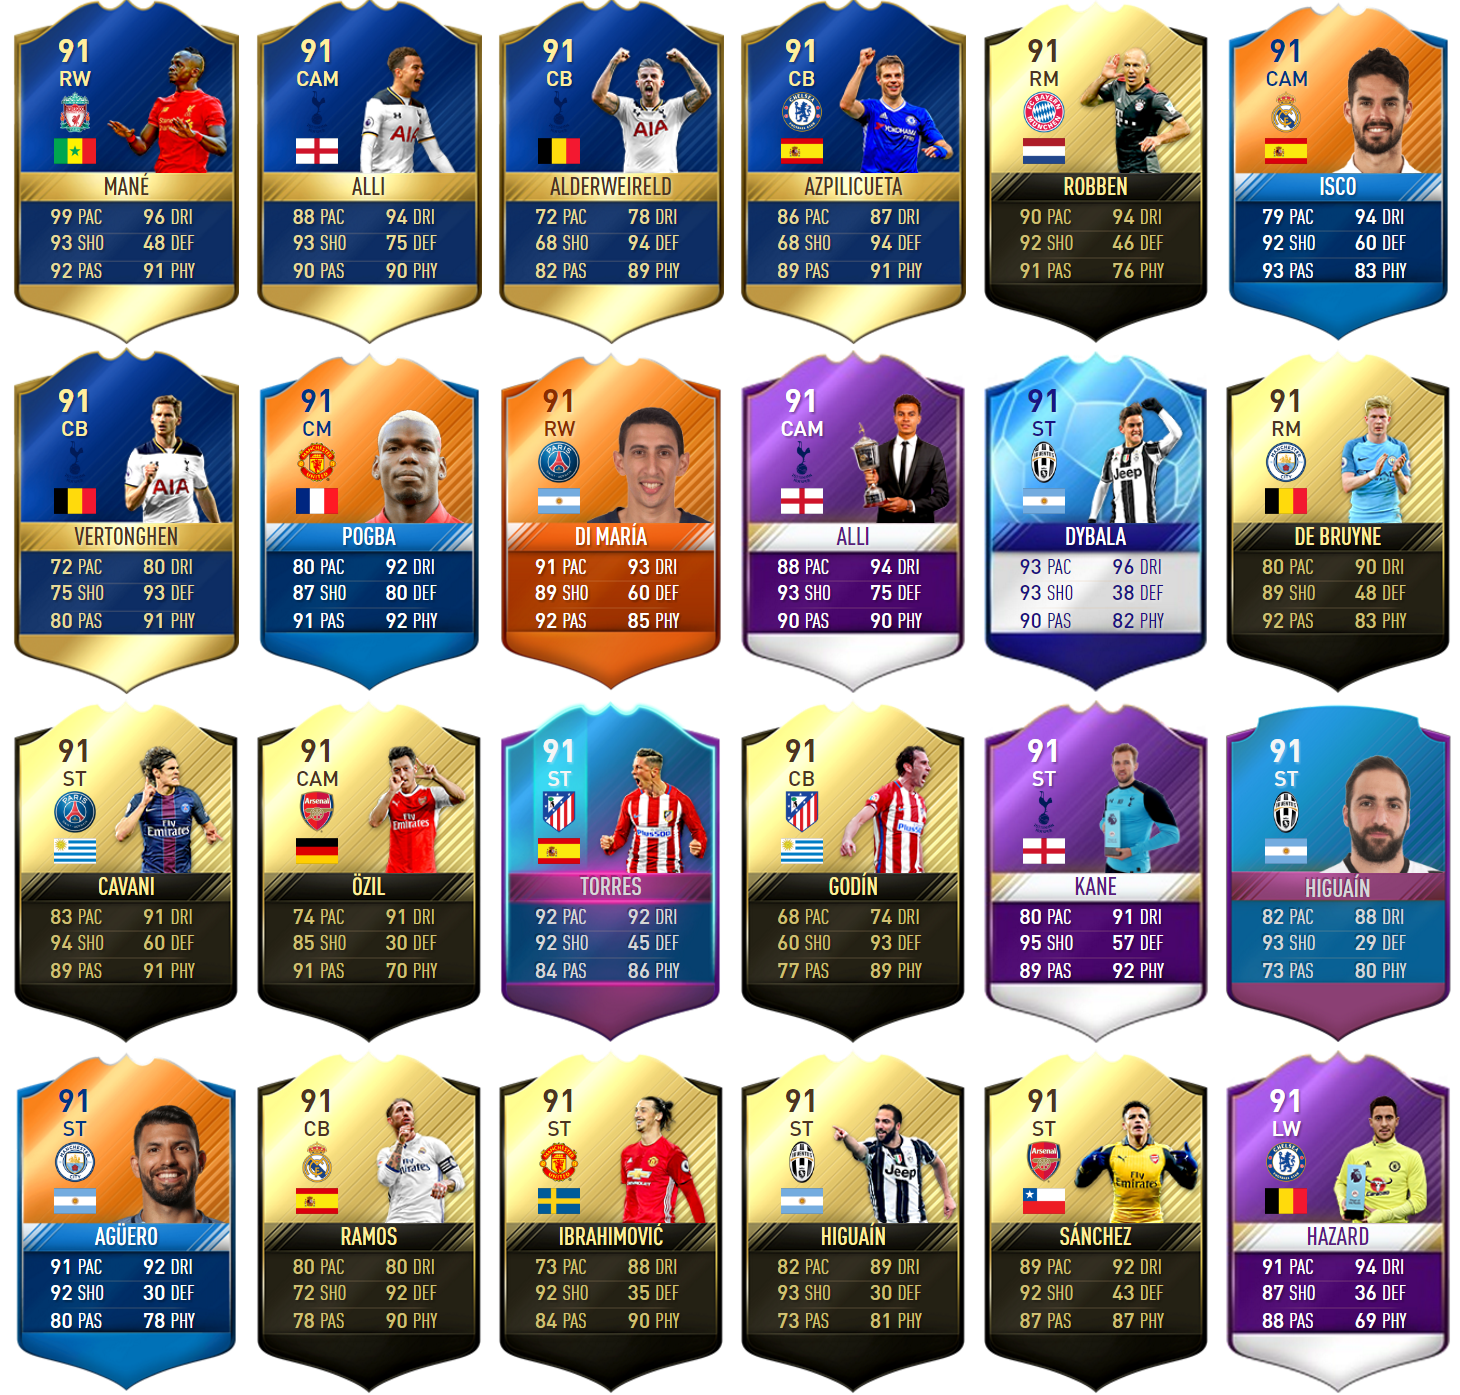 91 91 91 91 91 91
RW CAM CB CB RM CAM
MANÉ ALLI ALDERWEIRELD AZPILICUETA ROBBEN ISCO
99 PAC 96 DRI 88 PAC 94 DRI 72 PAC 78 DRI 86 PAC 87 DRI 90 PAC 94 DRI 79 PAC 94 DRI
93 SHO 48 DEF 93 SHO 75 DEF 68 SHO 94 DEF 68 SHO 94 DEF 92 SHO 46 DEF 92 SHO 60 DEF
92 PAS 91 PHY 90 PAS 90 PHY 82 PAS 89 PHY 89 PAS 91 PHY 91 PAS 76 PHY 93 PAS 83 PHY
91 91 91 91 91 91
CB CM RW CAM ST RM
VERTONGHEN POGBA DI MARÍA ALLI DYBALA DE BRUYNE
72 PAC 80 DRI 80 PAC 92 DRI 91 PAC 93 DRI 88 PAC 94 DRI 93 PAC 96 DRI 80 PAC 90 DRI
75 SHO 93 DEF 87 SHO 80 DEF 89 SHO 60 DEF 93 SHO 75 DEF 93 SHO 38 DEF 89 SHO 48 DEF
80 PAS 91 PHY 91 PAS 92 PHY 92 PAS 85 PHY 90 PAS 90 PHY 90 PAS 82 PHY 92 PAS 83 PHY
91 91 91 91 91 91
ST CAM ST CB ST ST
CAVANI ÖZIL TORRES GODÍN KANE HIGUAÍN
83 PAC 91 DRI 74 PAC 91 DRI 92 PAC 92 DRI 68 PAC 74 DRI 80 PAC 91 DRI 82 PAC 88 DRI
94 SHO 60 DEF 85 SHO 30 DEF 92 SHO 45 DEF 60 SHO 93 DEF 95 SHO 57 DEF 93 SHO 29 DEF
89 PAS 91 PHY 91 PAS 70 PHY 84 PAS 86 PHY 77 PAS 89 PHY 89 PAS 92 PHY 73 PAS 80 PHY
91 91 91 91 91 91
ST CB ST ST ST LW
AGÜERO RAMOS IBRAHIMOVIĆ HIGUAÍN SÁNCHEZ HAZARD
91 PAC 92 DRI 80 PAC 80 DRI 73 PAC 88 DRI 82 PAC 89 DRI 89 PAC 92 DRI 91 PAC 94 DRI
92 SHO 30 DEF 72 SHO 92 DEF 92 SHO 35 DEF 93 SHO 30 DEF 92 SHO 43 DEF 87 SHO 36 DEF
80 PAS 78 PHY 78 PAS 90 PHY 84 PAS 90 PHY 73 PAS 81 PHY 87 PAS 87 PHY 88 PAS 69 PHY